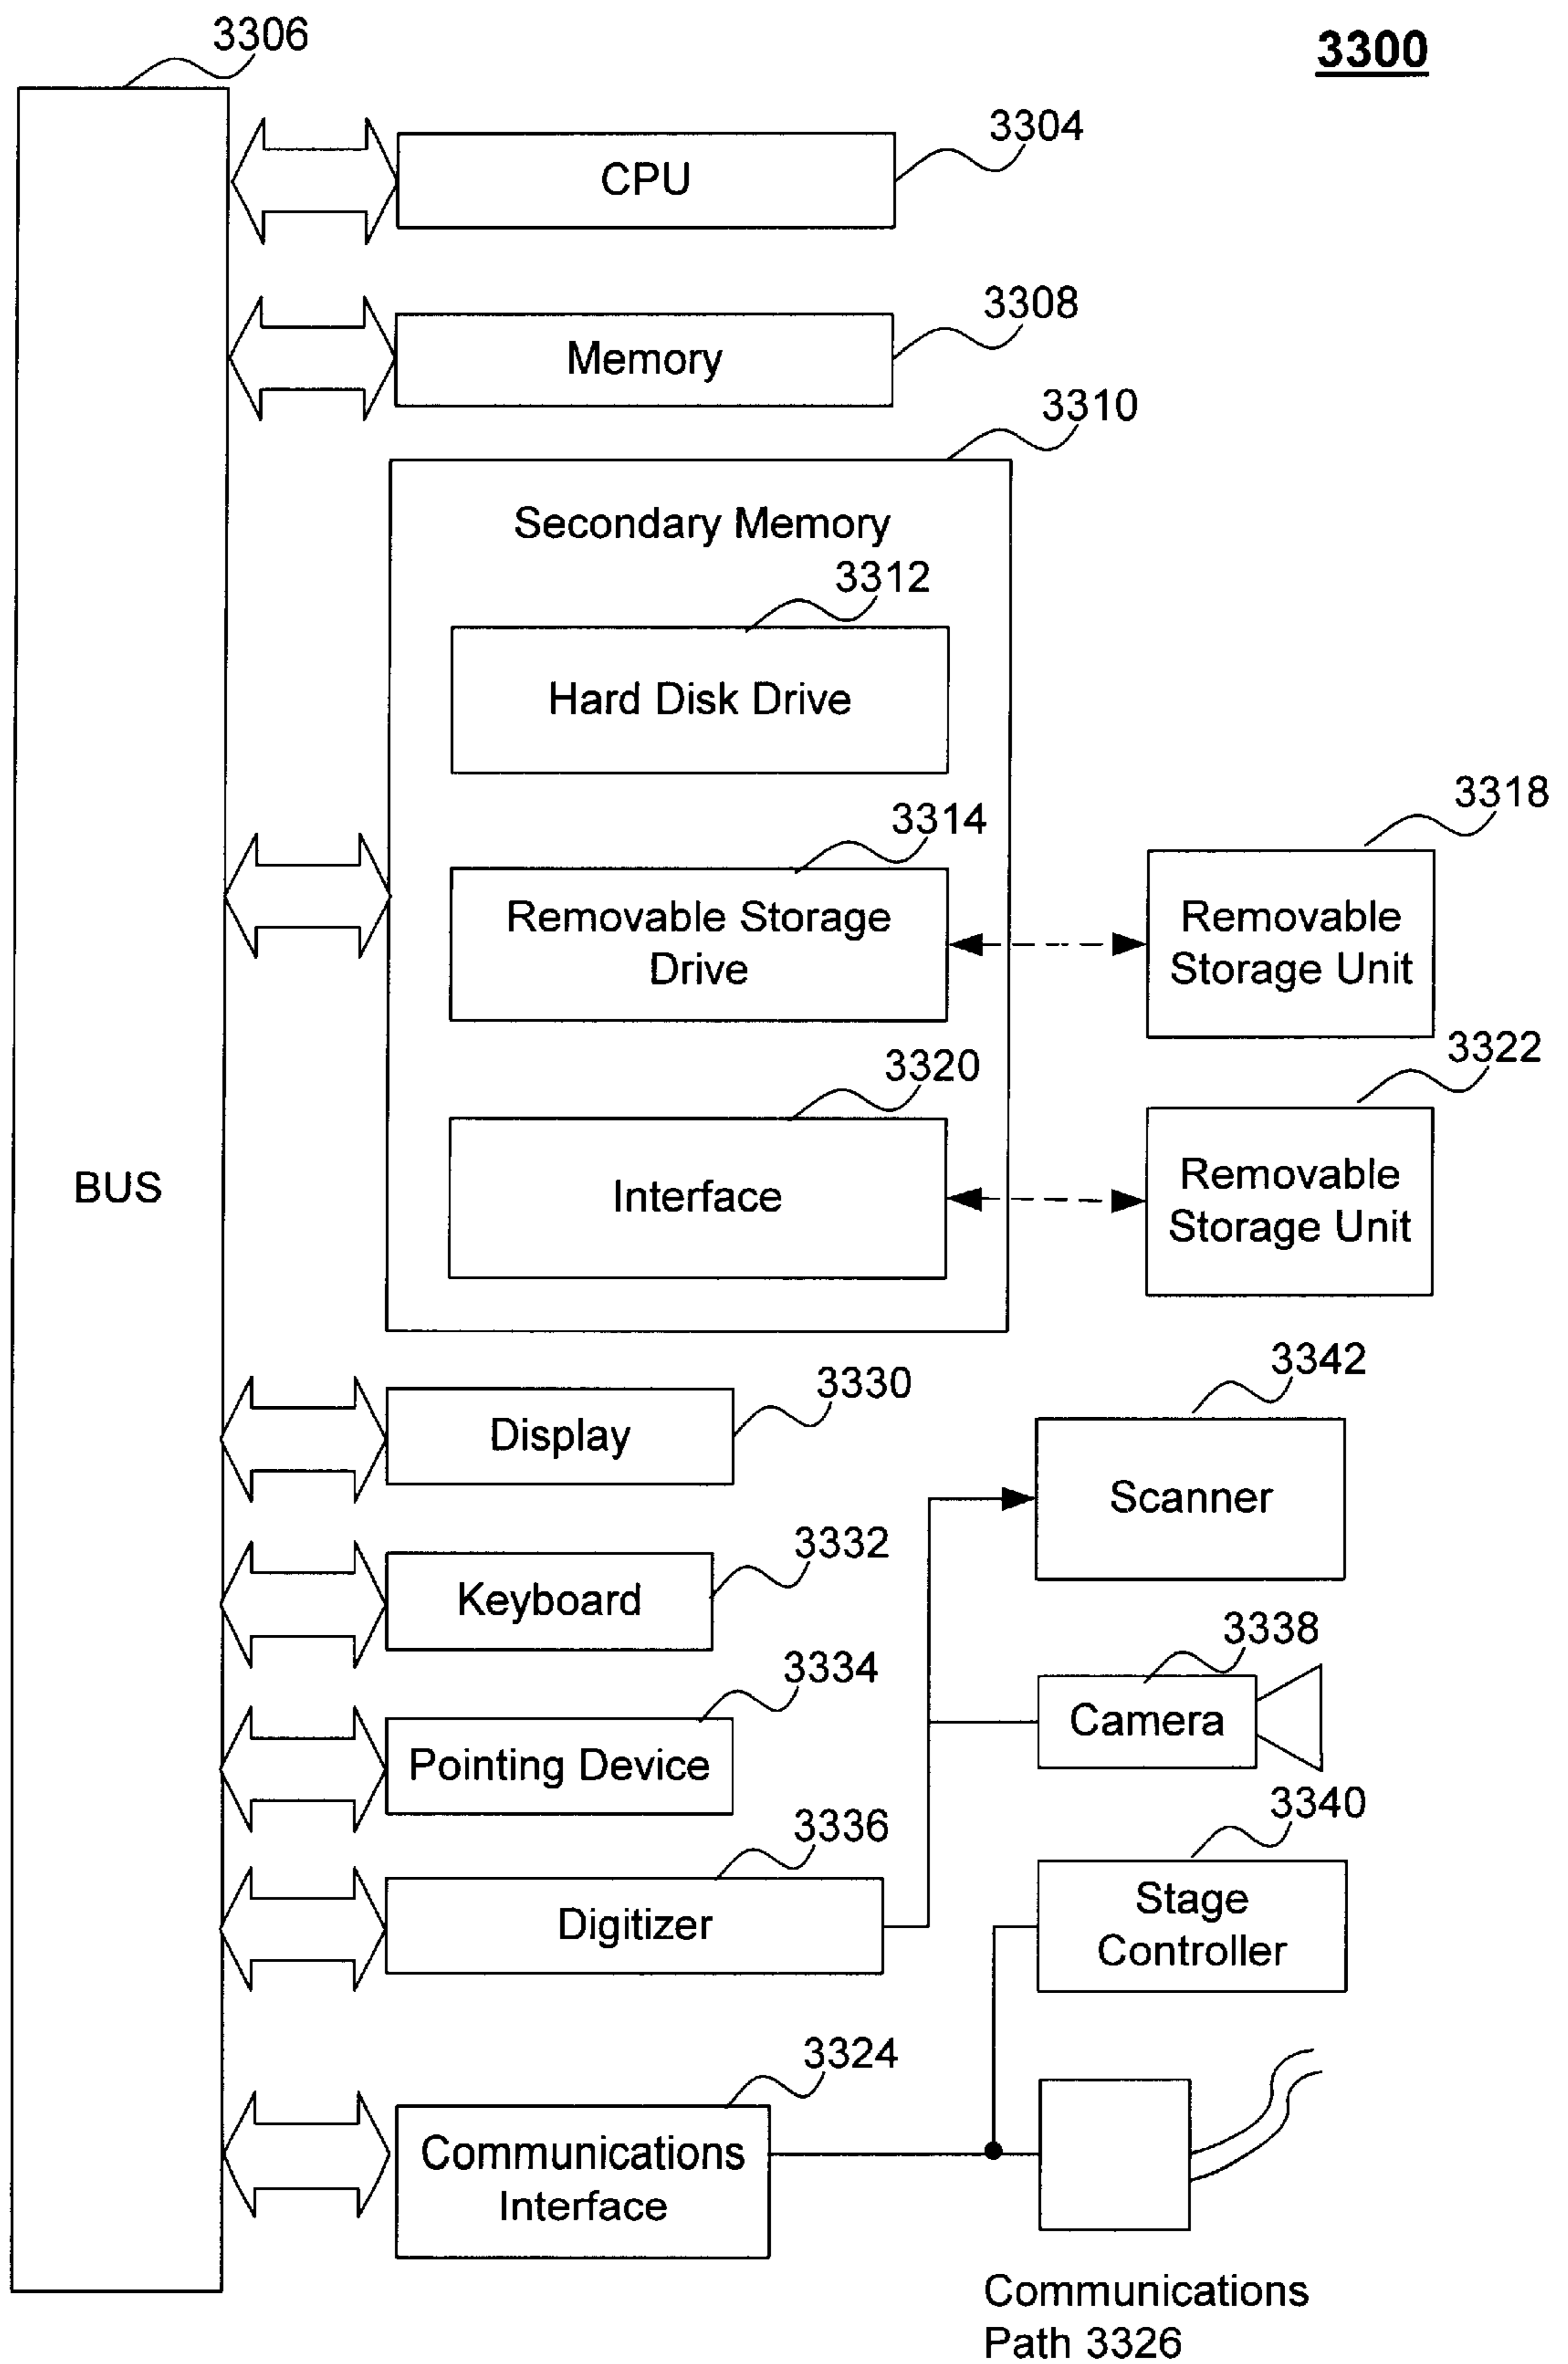 3306
3300
3304
CPU
3308
Memory
3310
Secondary Memory
3312
Hard Disk Drive
3314
Removable Storage
Drive
3318
Removable
Storage Unit
3320
Interface
3322
Removable
Storage Unit
BUS
3330
Display
3342
Scanner
3332
Keyboard
3338
Camera
3334
Pointing Device
3340
Stage
Controller
3336
Digitizer
3324
Communications
Interface
Communications
Path 3326